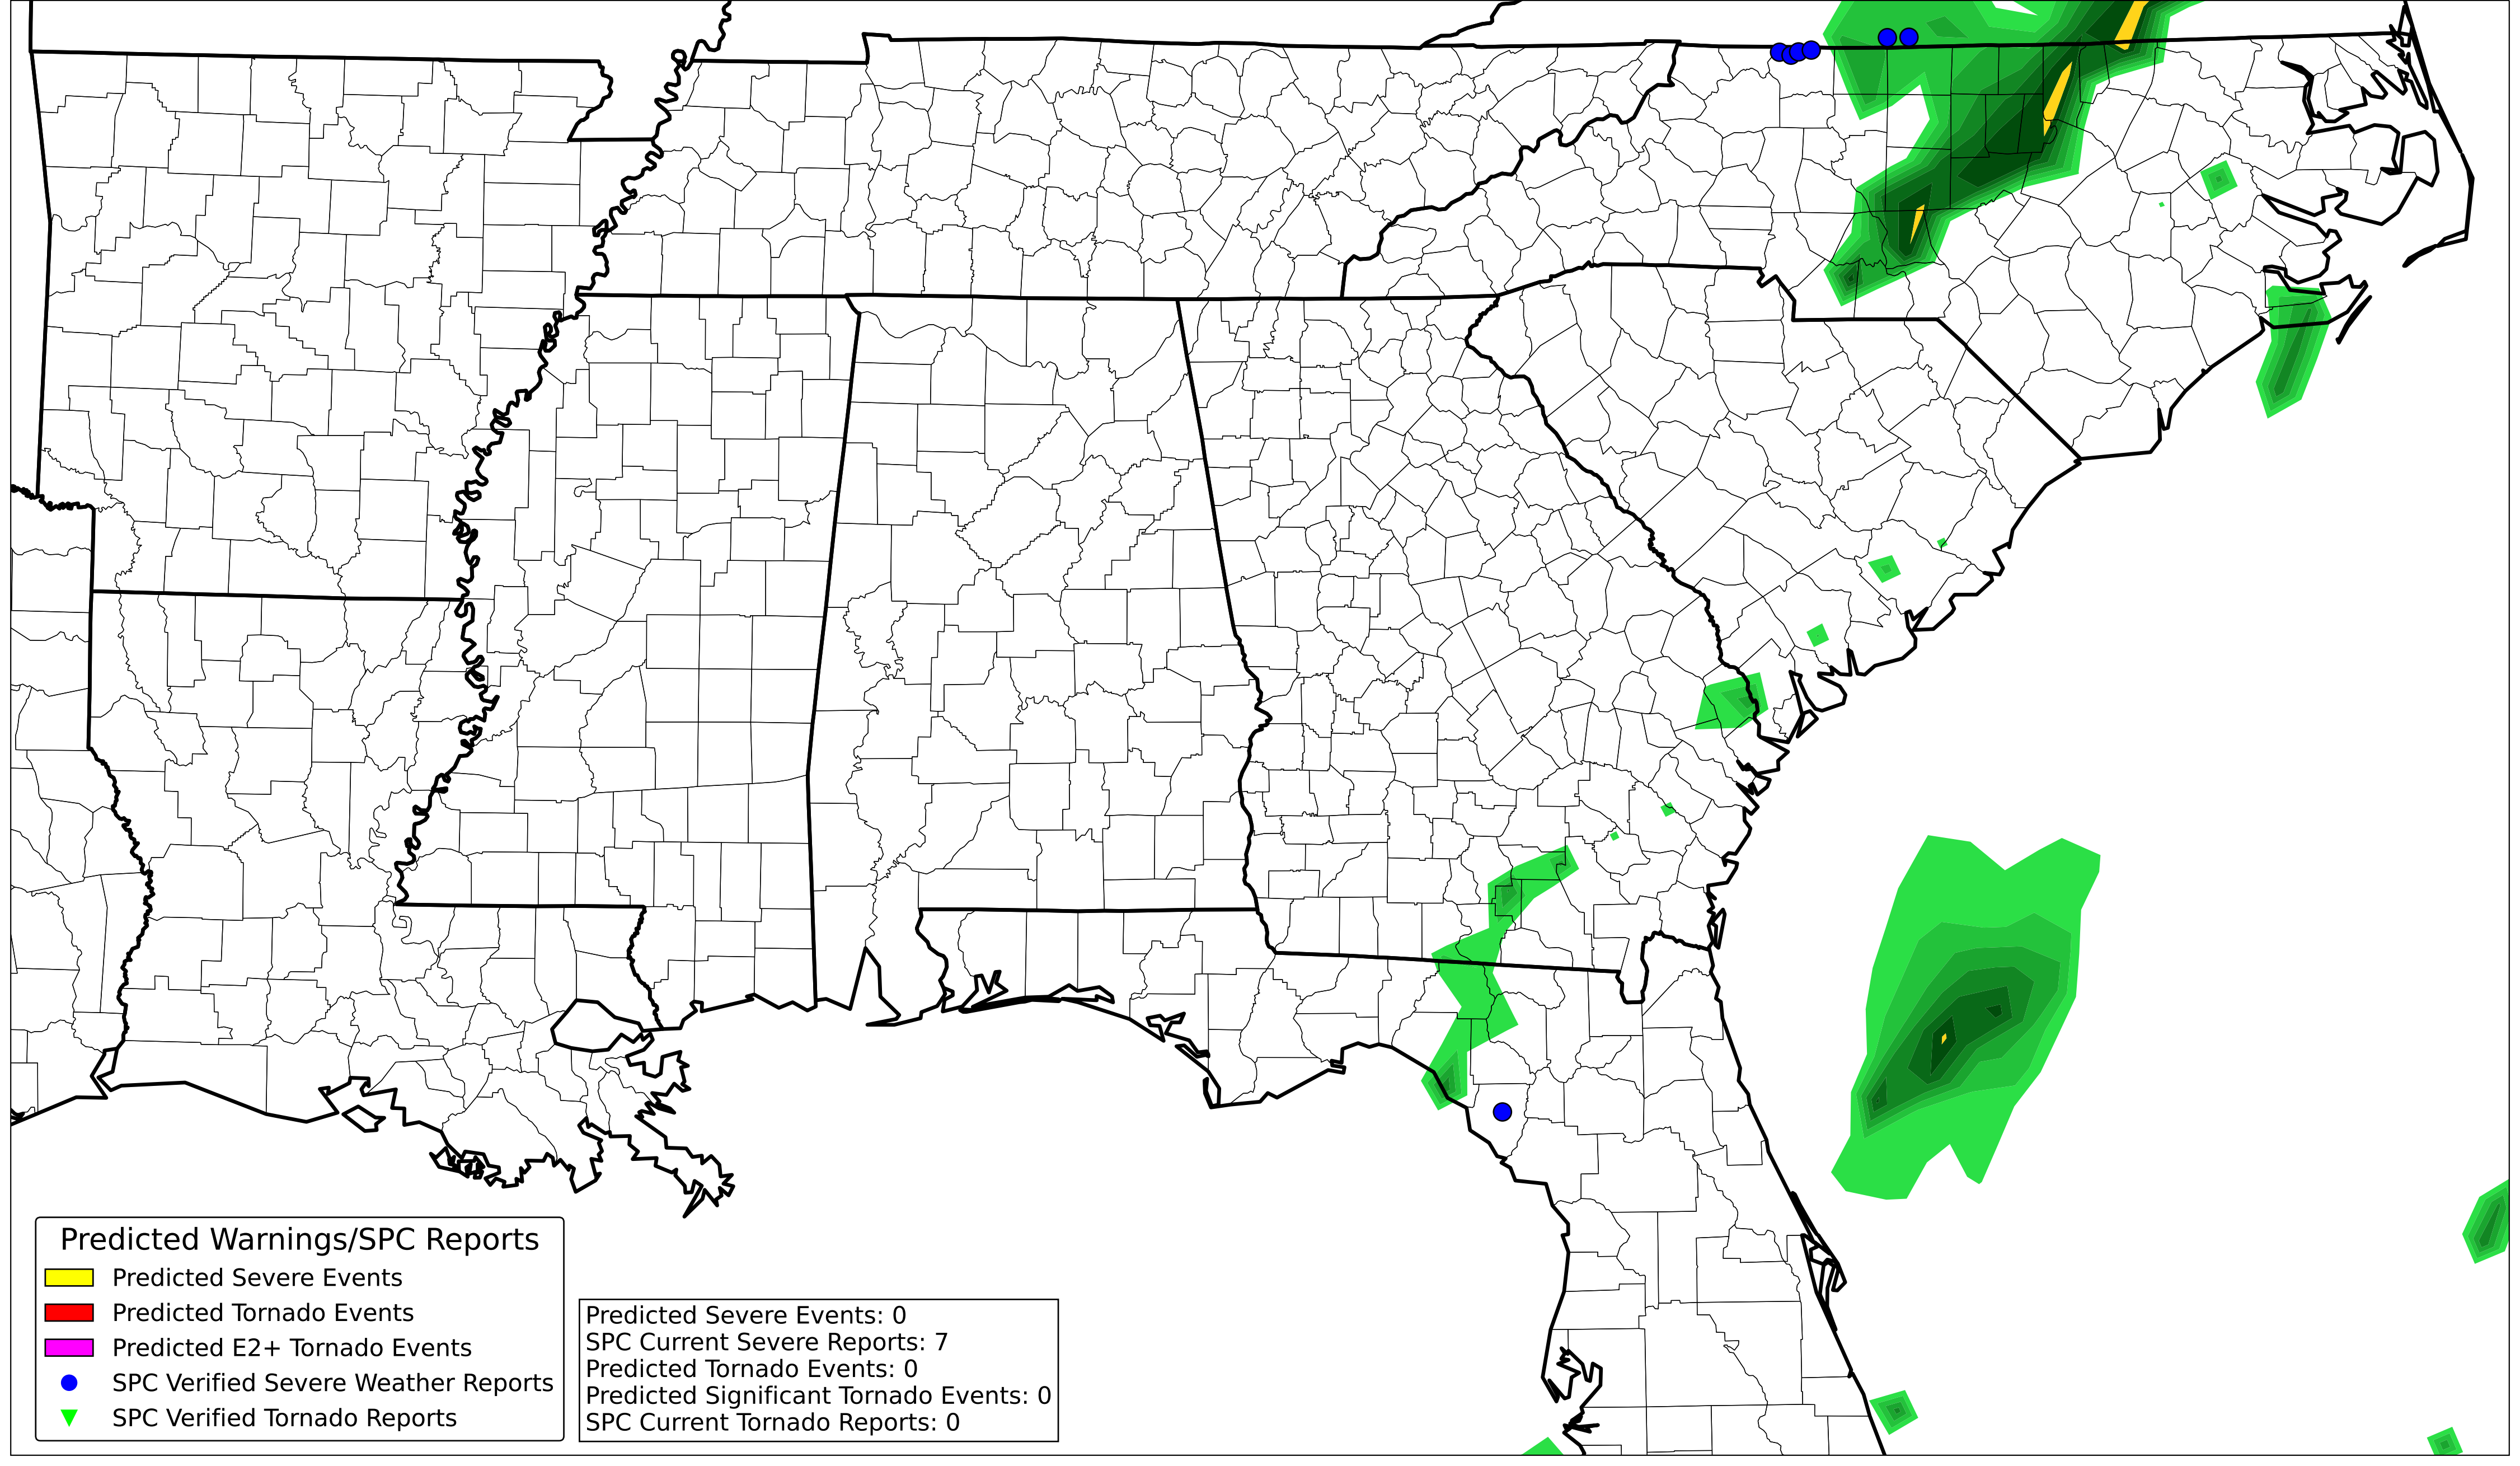 Predicted Warnings/SPC Reports
Predicted Severe Events
Predicted Tornado Events
Predicted E2+ Tornado Events
SPC Verified Severe Weather Reports
SPC Verified Tornado Reports
Predicted Severe Events: 0
SPC Current Severe Reports: 7
Predicted Tornado Events: 0
Predicted Significant Tornado Events: 0
SPC Current Tornado Reports: 0